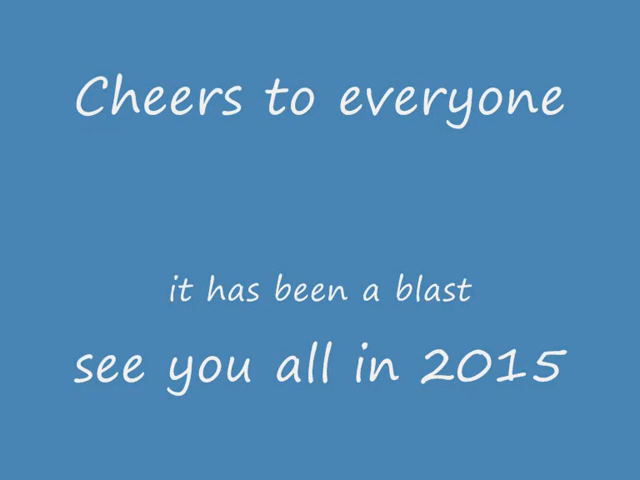 Cheers to everyone
it has been a blast
see you all in 2015